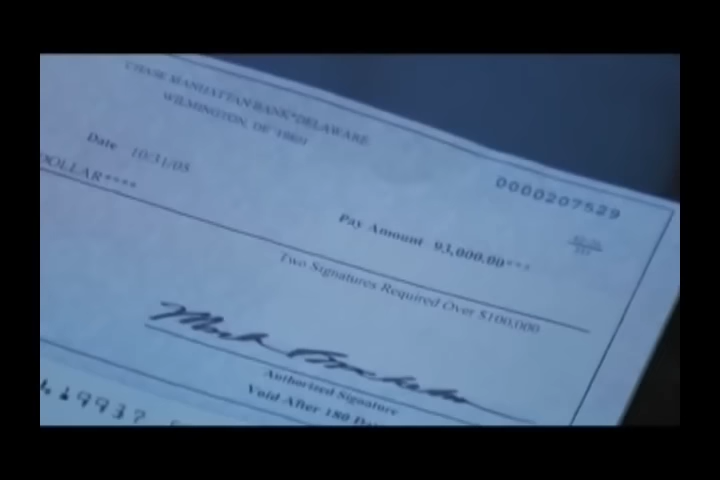 CHASE MANHATTAN BANK*DELAWARE
WILMINGTON, DE 19801
0000207529
Date 10/31/05
DOLLAR****
Pay Amount 93,000.00***
Two Signatures Required Over $100,000
Authorized Signature
Void After 180
19937